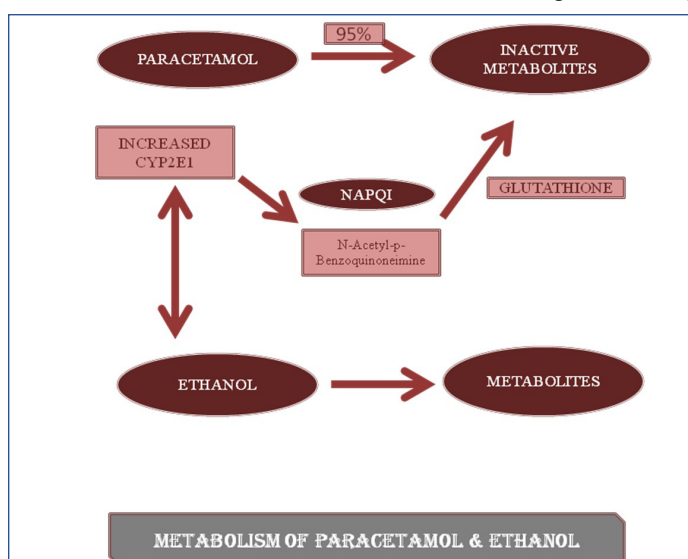 95%
PARACETAMOL
INACTIVE
METABOLITES
INCREASED
CYP2E1
NAPQI
GLUTATHIONE
N-Acetyl-p-
Benzoquinoneimine
ETHANOL
METABOLITES
METABOLISM OF PARACETAMOL & ETHANOL